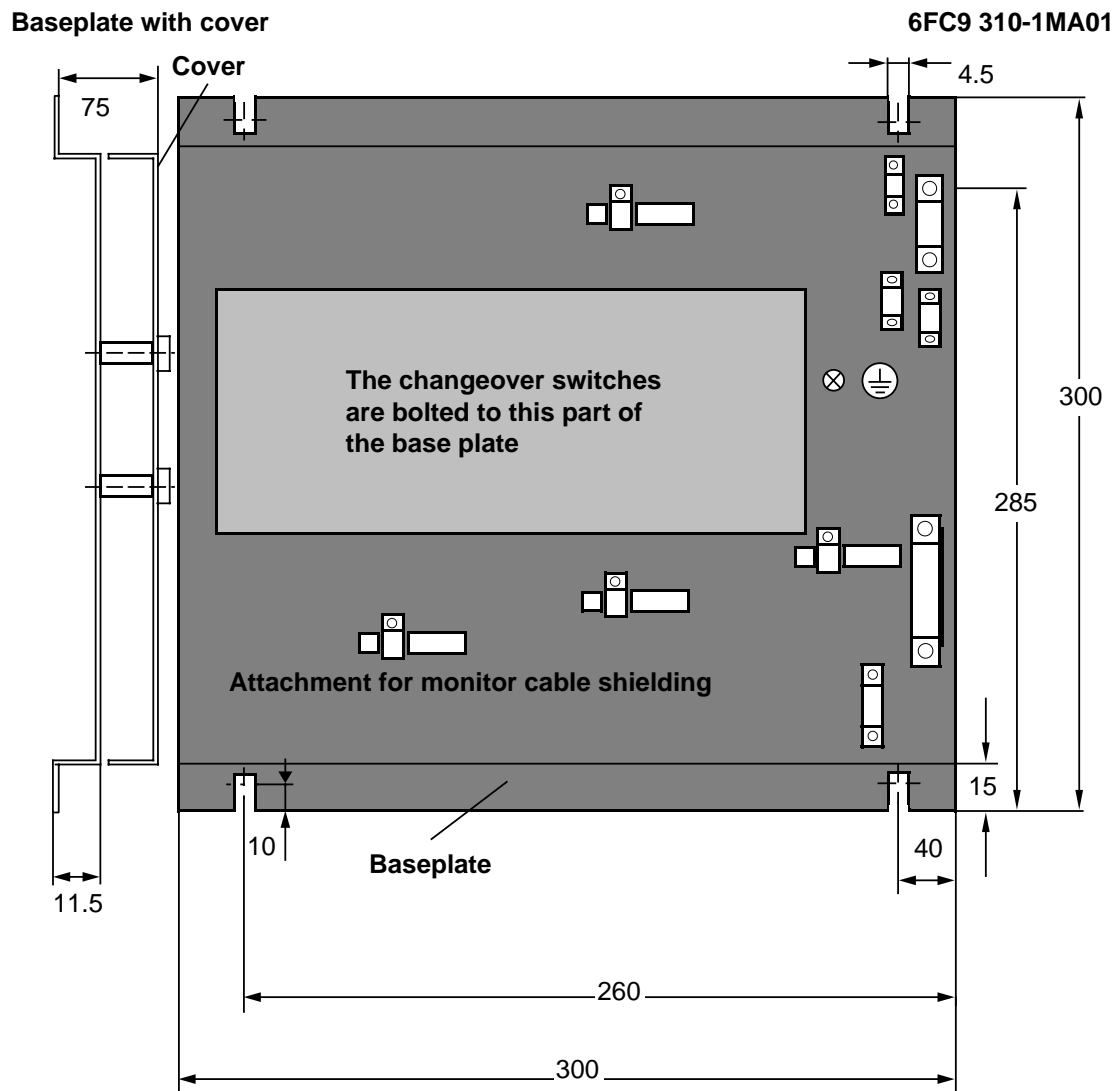 Baseplate with cover
6FC9 310-1MA01
Cover
4.5
75
The changeover switches
are bolted to this part of
the base plate
300
285
Attachment for monitor cable shielding
15
10
40
Baseplate
11.5
260
300